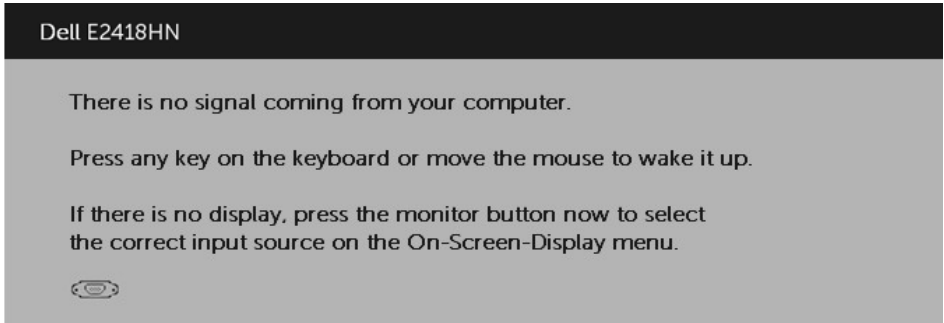 Dell E2418HN
There is no signal coming from your computer.
Press any key on the keyboard or move the mouse to wake it up.
If there is no display, press the monitor button now to select
the correct input source on the On-Screen-Display menu.